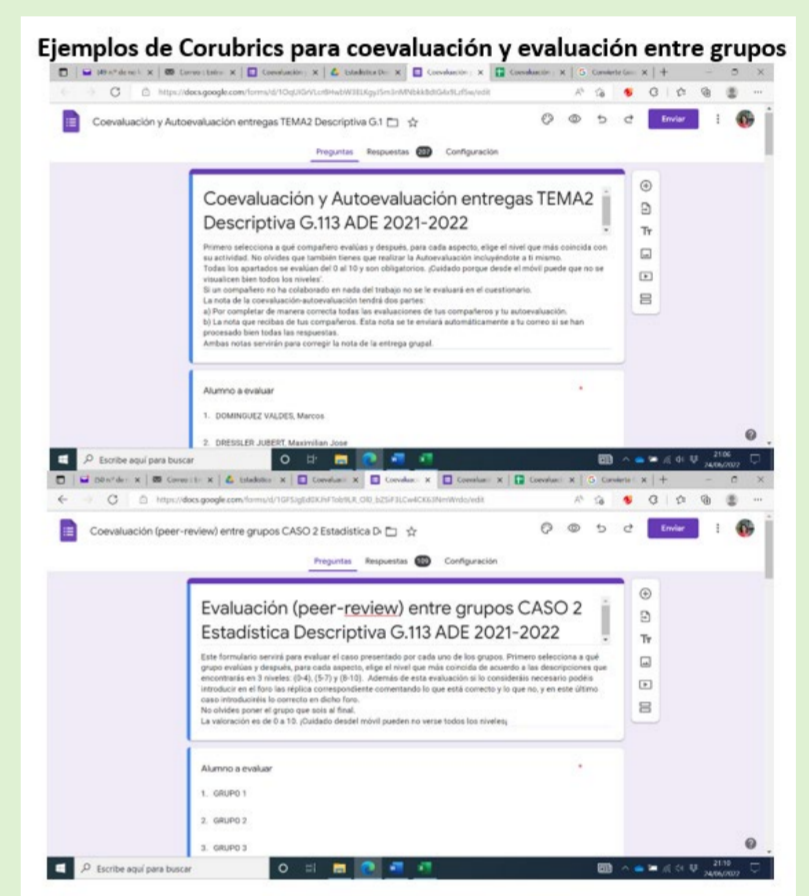 Ejemplos de Corubrics para coevaluación y evaluación entre grupos
Coevaluación y Autoevaluación entregas TEMA2 Descriptiva G.1
Enviar
Preguntas Respuestas 207 Configuración
Coevaluación y Autoevaluación entregas TEMA2
Descriptiva G.113 ADE 2021-2022
Primero selecciona a qué compañero evalúas y después, para cada aspecto, elige el nivel que más coincida con
su actividad. No olvides que también tienes que realizar la Autoevaluación incluyéndote a ti mismo.
Todas los apartados se evalúan del 0 al 10 y son obligatorios. ¡Cuidado porque desde el móvil puede que no se
visualicen bien todos los niveles'.
Si un compañero no ha colaborado en nada del trabajo no se le evaluará en el cuestionario.
La nota de la coevaluación-autoevaluación tendrá dos partes:
a) Por completar de manera correcta todas las evaluaciones de tus compañeros y tu autoevaluación.
b) La nota que recibas de tus compañeros. Esta nota se te enviará automáticamente a tu correo si se han
procesado bien todas las respuestas.
Ambas notas servirán para corregir la nota de la entrega grupal.
Alumno a evaluar *
1. DOMINGUEZ VALDES, Marcos
2. DRESSLER JUBERT, Maximilian Jose
Escribe aquí para buscar
21:06
24/06/2022
Coevaluación (peer-review) entre grupos CASO 2 Estadística D
Enviar
Preguntas Respuestas 109 Configuración
Evaluación (peer-review) entre grupos CASO 2
Estadística Descriptiva G.113 ADE 2021-2022
Este formulario servirá para evaluar el caso presentado por cada uno de los grupos. Primero selecciona a qué
grupo evalúas y después, para cada aspecto, elige el nivel que más coincida de acuerdo a las descripciones que
encontrarás en 3 niveles: (0-4), (5-7) y (8-10). Además de esta evaluación si lo consideráis necesario podéis
introducir en el foro las réplica correspondiente comentando lo que está correcto y lo que no, y en este último
caso introduciréis lo correcto en dicho foro.
No olvides poner el grupo que sois al final.
La valoración es de 0 a 10. ¡Cuidado desdel móvil pueden no verse todos los niveles¡
Alumno a evaluar *
1. GRUPO 1
2. GRUPO 2
3. GRUPO 3
Escribe aquí para buscar
21:10
24/06/2022